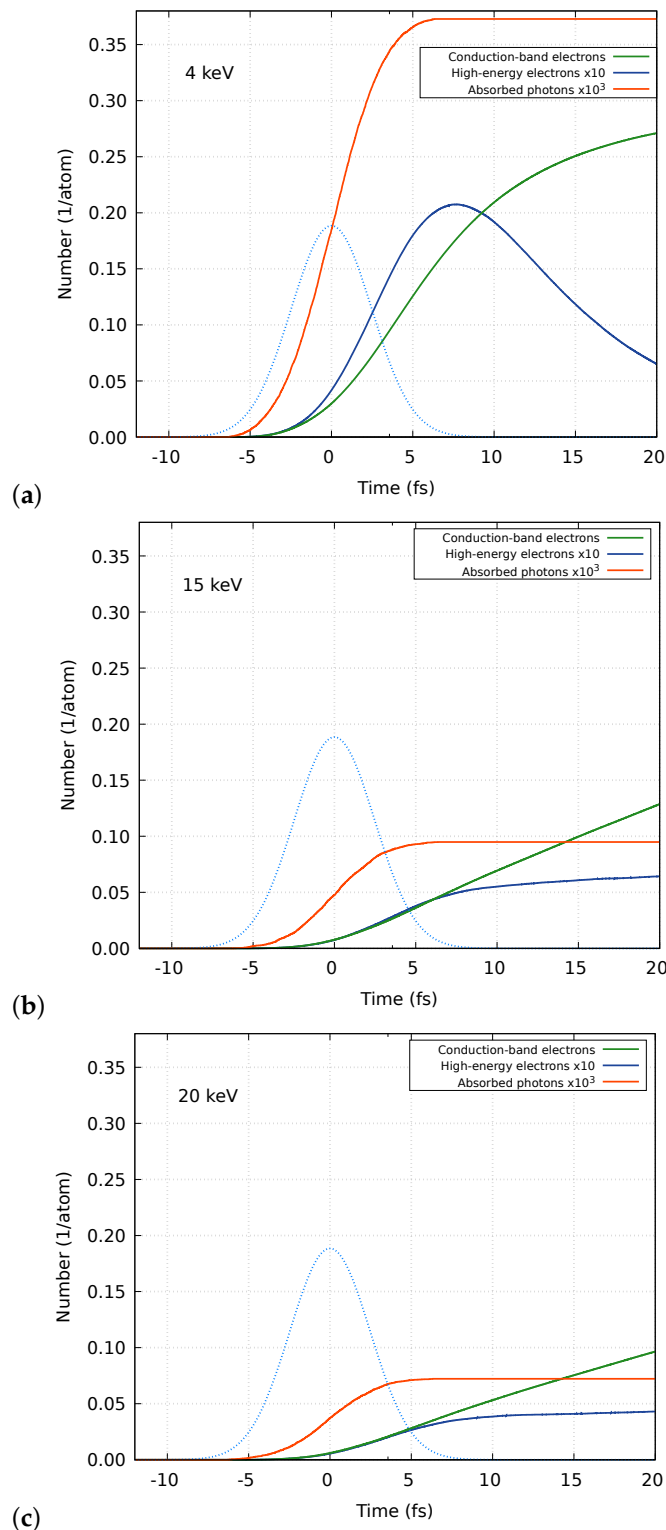 0.35
0.30
0.25
0.20
0.15
0.10
0.05
0.00
Number (1/atom)
4 keV
Conduction-band electrons
High-energy electrons x10
Absorbed photons x10³
-10 -5 0 5 10 15 20
Time (fs)
(a)
0.35
0.30
0.25
0.20
0.15
0.10
0.05
0.00
Number (1/atom)
15 keV
Conduction-band electrons
High-energy electrons x10
Absorbed photons x10³
-10 -5 0 5 10 15 20
Time (fs)
(b)
0.35
0.30
0.25
0.20
0.15
0.10
0.05
0.00
Number (1/atom)
20 keV
Conduction-band electrons
High-energy electrons x10
Absorbed photons x10³
-10 -5 0 5 10 15 20
Time (fs)
(c)